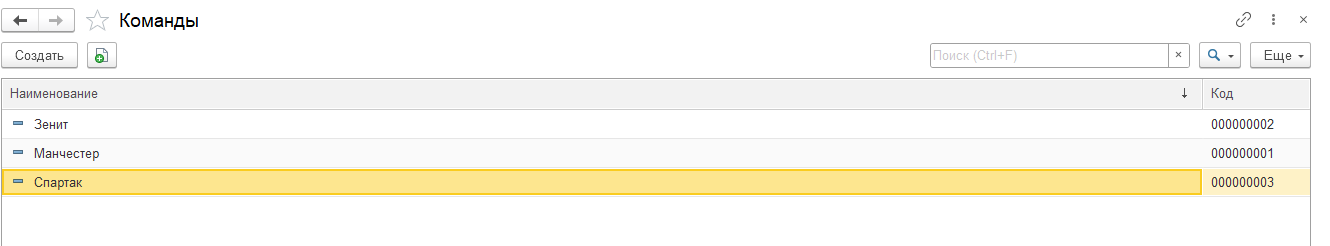 Команды
Создать
Поиск (Ctrl+F)
×
Еще
Наименование ↓ Код
Зенит 000000002
Манчестер 000000001
Спартак 000000003